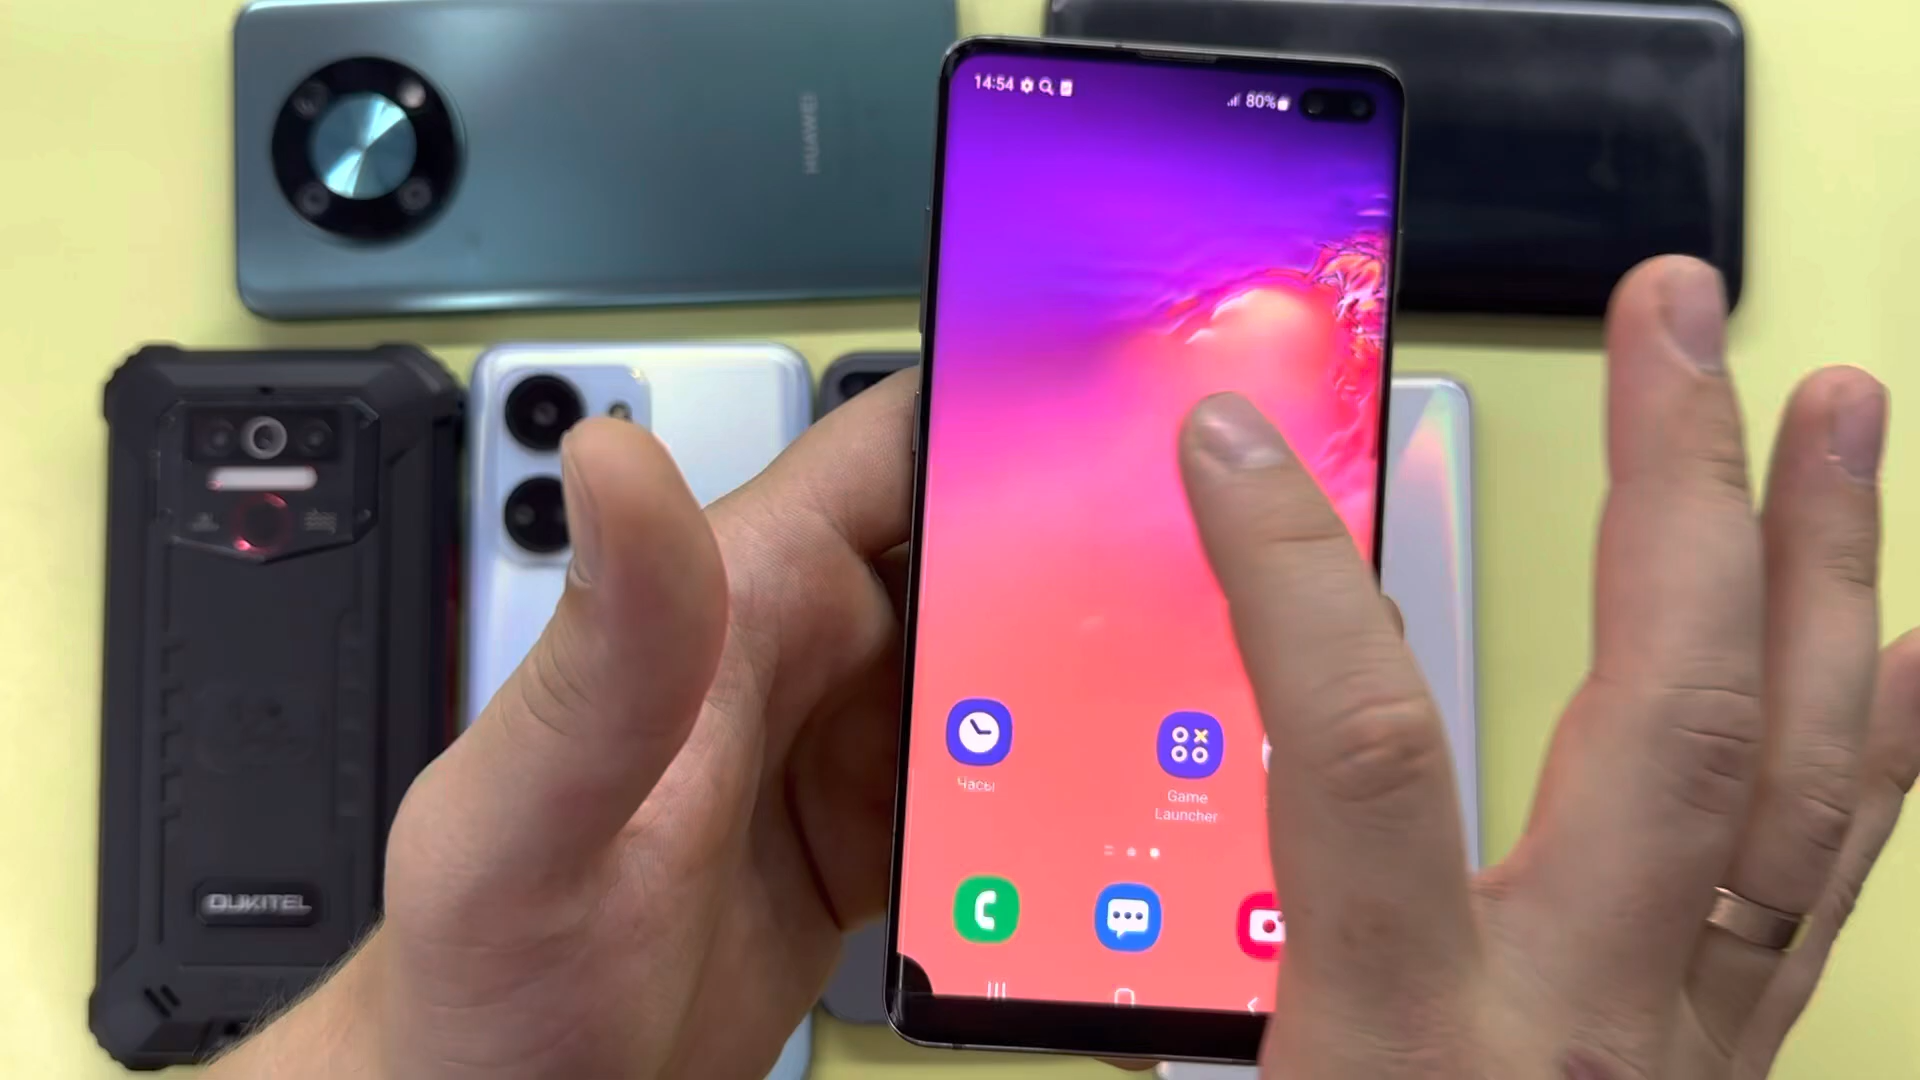 HUAWEI
14:54
80%
Часы
Game
Launcher
OUKITEL